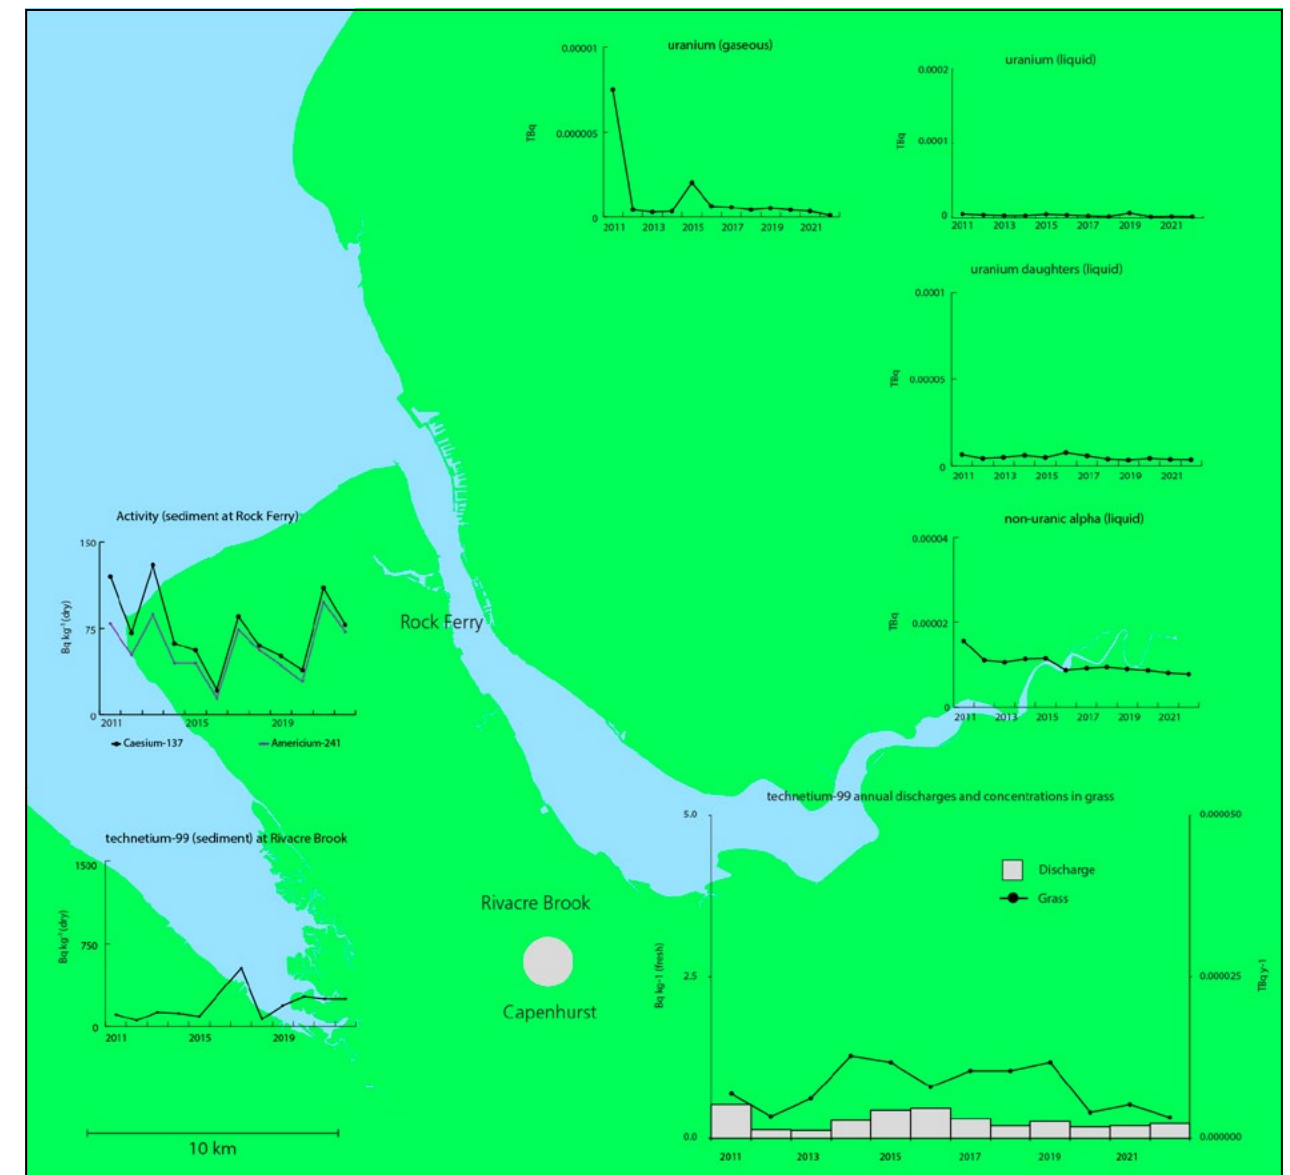 uranium (gaseous)
0.00001
TBq
0.000005
0
2011 2013 2015 2017 2019 2021
uranium (liquid)
0.0002
TBq
0.0001
0
2011 2013 2015 2017 2019 2021
uranium daughters (liquid)
0.0001
TBq
0.00005
0
2011 2013 2015 2017 2019 2021
Activity (sediment at Rock Ferry)
150
Bq kg-1 (dry)
75
0
2011 2015 2019
Caesium-137 Americium-241
Rock Ferry
non-uranic alpha (liquid)
0.00004
TBq
0.00002
0
2011 2013 2015 2017 2019 2021
technetium-99 (sediment) at Rivacre Brook
1500
Bq kg-1 (dry)
750
0
2011 2015 2019
Rivacre Brook
Capenhurst
10 km
technetium-99 annual discharges and concentrations in grass
5.0 0.000050
Discharge
Grass
Bq kg-1 (fresh)
2.5 0.000025
TBq y-1
0.0 0.000000
2011 2013 2015 2017 2019 2021